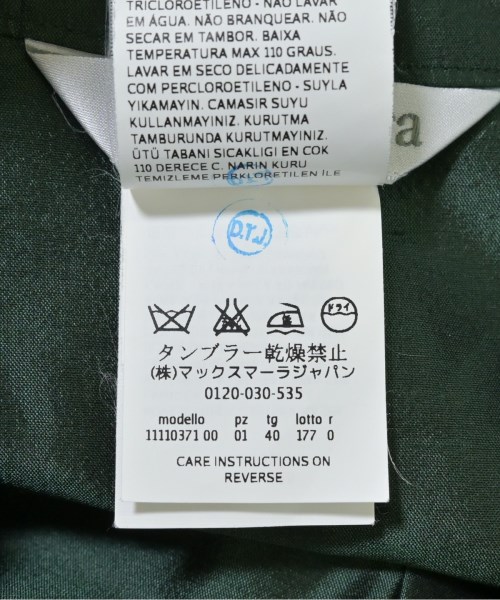 TRICLOROETILENO - NÃO LAVAR
EM ÁGUA. NÃO BRANQUEAR. NÃO
SECAR EM TAMBOR. BAIXA
TEMPERATURA MAX 110 GRAUS.
LAVAR EM SECO DELICADAMENTE
COM PERCLOROETILENO - SUYLA
YIKAMAYIN. CAMASIR SUYU
KULLANMAYINIZ. KURUTMA
TAMBURUNDA KURUTMAYINIZ.
ÜTÜ TABANI SICAKLIGI EN COK
110 DERECE C. NARIN KURU
TEMIZLEME PERKLORETILEN ILE
ra
D.T.J.
ドライ
タンブラー乾燥禁止
(株)マックスマーラジャパン
0120-030-535
modello pz tg lotto r
11110371 00 01 40 177 0
CARE INSTRUCTIONS ON
REVERSE